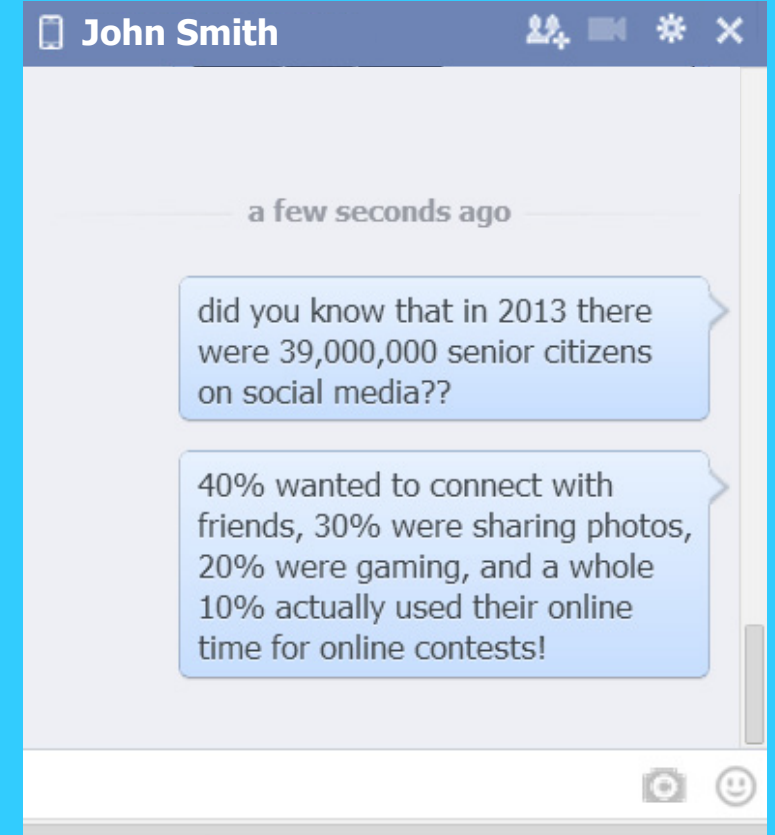 John Smith
a few seconds ago
did you know that in 2013 there
were 39,000,000 senior citizens
on social media??
40% wanted to connect with
friends, 30% were sharing photos,
20% were gaming, and a whole
10% actually used their online
time for online contests!